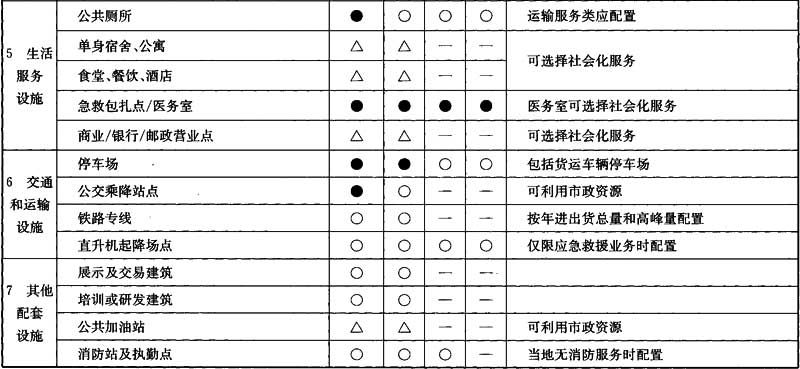 公共厕所 ● ○ ○ ○ 运输服务类应配置
5 生活服务设施
单身宿舍、公寓 △ △ — — 可选择社会化服务
食堂、餐饮、酒店 △ △ — —
急救包扎点/医务室 ● ● ● ● 医务室可选择社会化服务
商业/银行/邮政营业点 △ △ — — 可选择社会化服务
6 交通和运输设施
停车场 ● ● ○ ○ 包括货运车辆停车场
公交乘降站点 ● ○ — — 可利用市政资源
铁路专线 ○ ○ — — 按年进出货总量和高峰量配置
直升机起降场点 ○ ○ ○ ○ 仅限应急救援业务时配置
7 其他配套设施
展示及交易建筑 ○ ○ — —
培训或研发建筑 ○ ○ — —
公共加油站 △ △ — — 可利用市政资源
消防站及执勤点 ○ ○ ○ — 当地无消防服务时配置